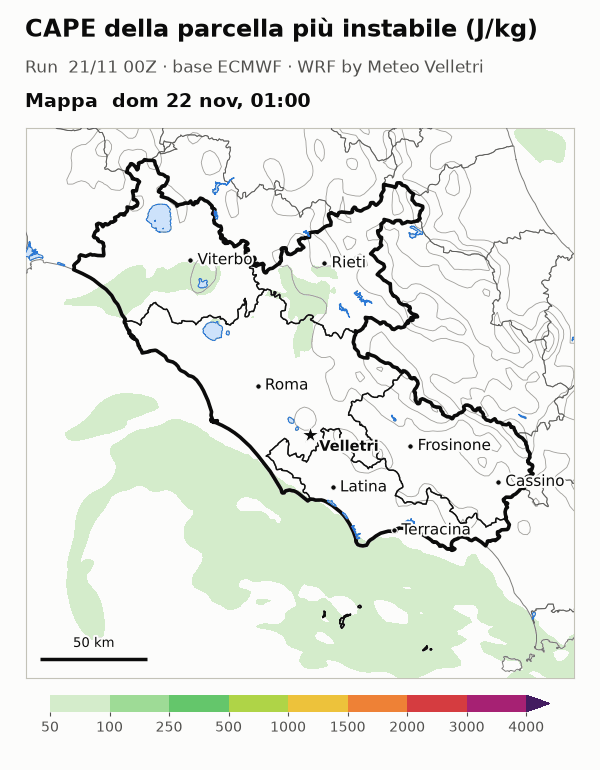 CAPE della parcella più instabile (J/kg)
Run  21/11 00Z · base ECMWF · WRF by Meteo Velletri
Mappa  dom 22 nov, 01:00
Viterbo
Rieti
Roma
Velletri
Frosinone
Latina
Cassino
Terracina
50 km
50 100 250 500 1000 1500 2000 3000 4000